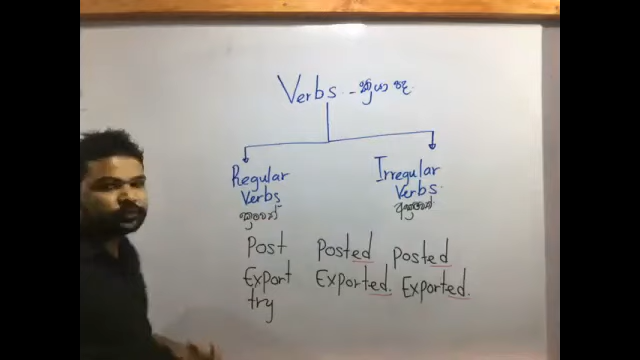 Verbs - ක්‍රියා පද.
Regular Irregular
Verbs Verbs.
Post Posted Posted
Export Exported. Exported.
try